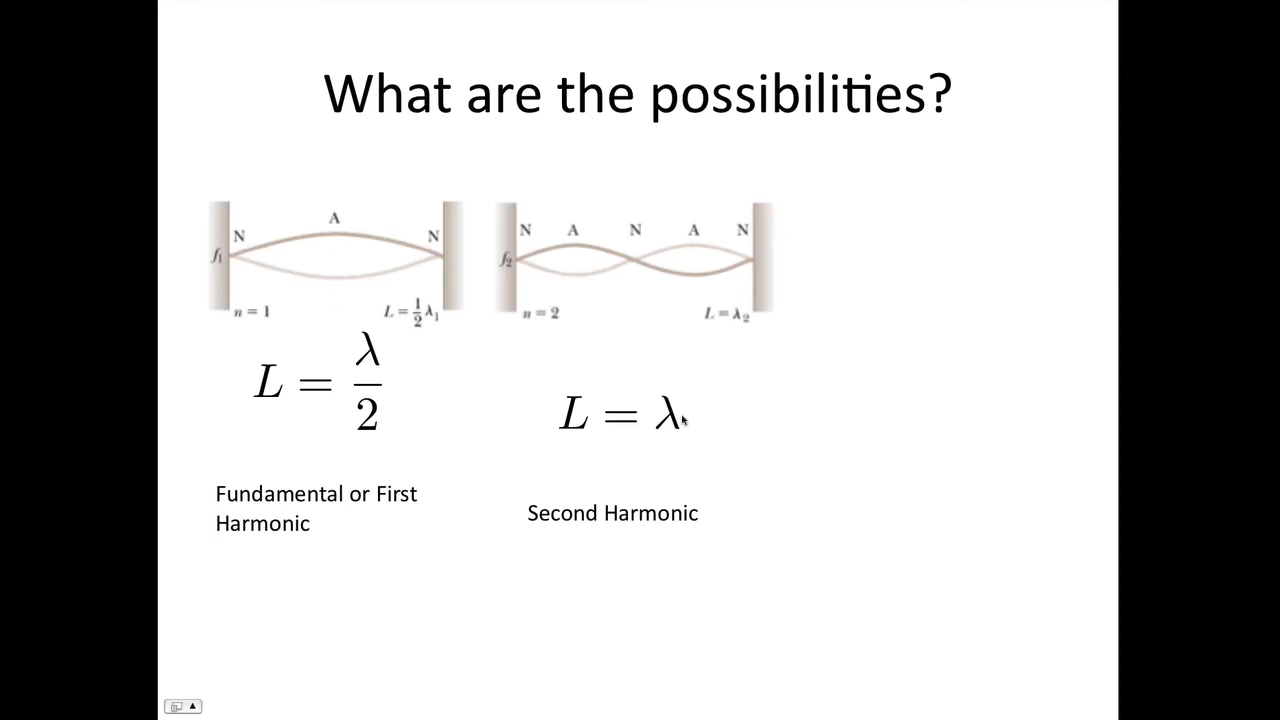 What are the possibilities?
A
N N
f₁
n = 1 L = 1/2 λ₁
N A N A N
f₂
n = 2 L = λ₂
L = λ/2
L = λ
Fundamental or First
Harmonic
Second Harmonic